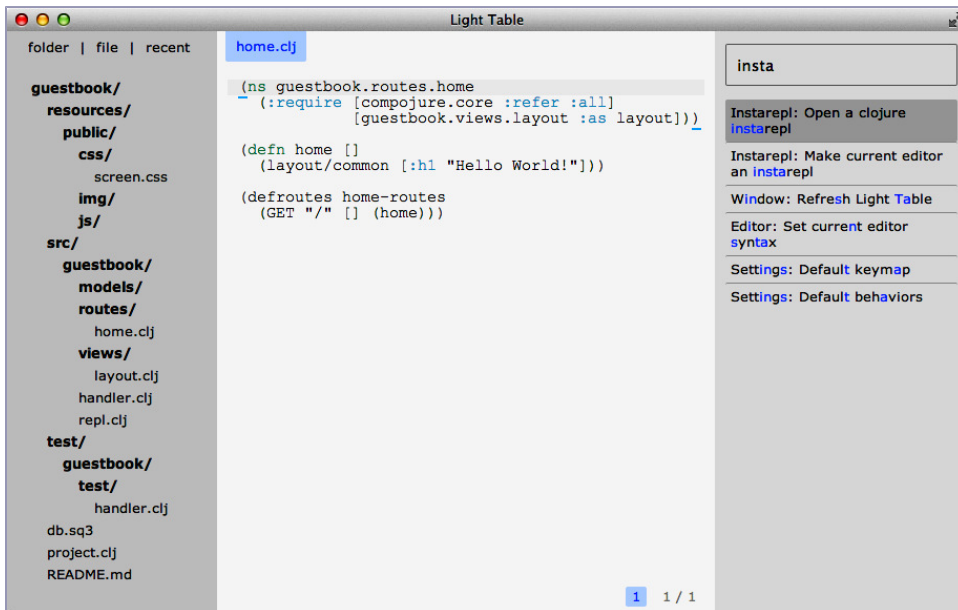 Light Table
folder | file | recent
guestbook/
resources/
public/
css/
screen.css
img/
js/
src/
guestbook/
models/
routes/
home.clj
views/
layout.clj
handler.clj
repl.clj
test/
guestbook/
test/
handler.clj
db.sq3
project.clj
README.md
home.clj
(ns guestbook.routes.home
(:require [compojure.core :refer :all]
[guestbook.views.layout :as layout]))
(defn home []
(layout/common [:h1 "Hello World!"]))
(defroutes home-routes
(GET "/" [] (home)))
1 1 / 1
insta
Instarepl: Open a clojure
instarepl
Instarepl: Make current editor
an instarepl
Window: Refresh Light Table
Editor: Set current editor
syntax
Settings: Default keymap
Settings: Default behaviors